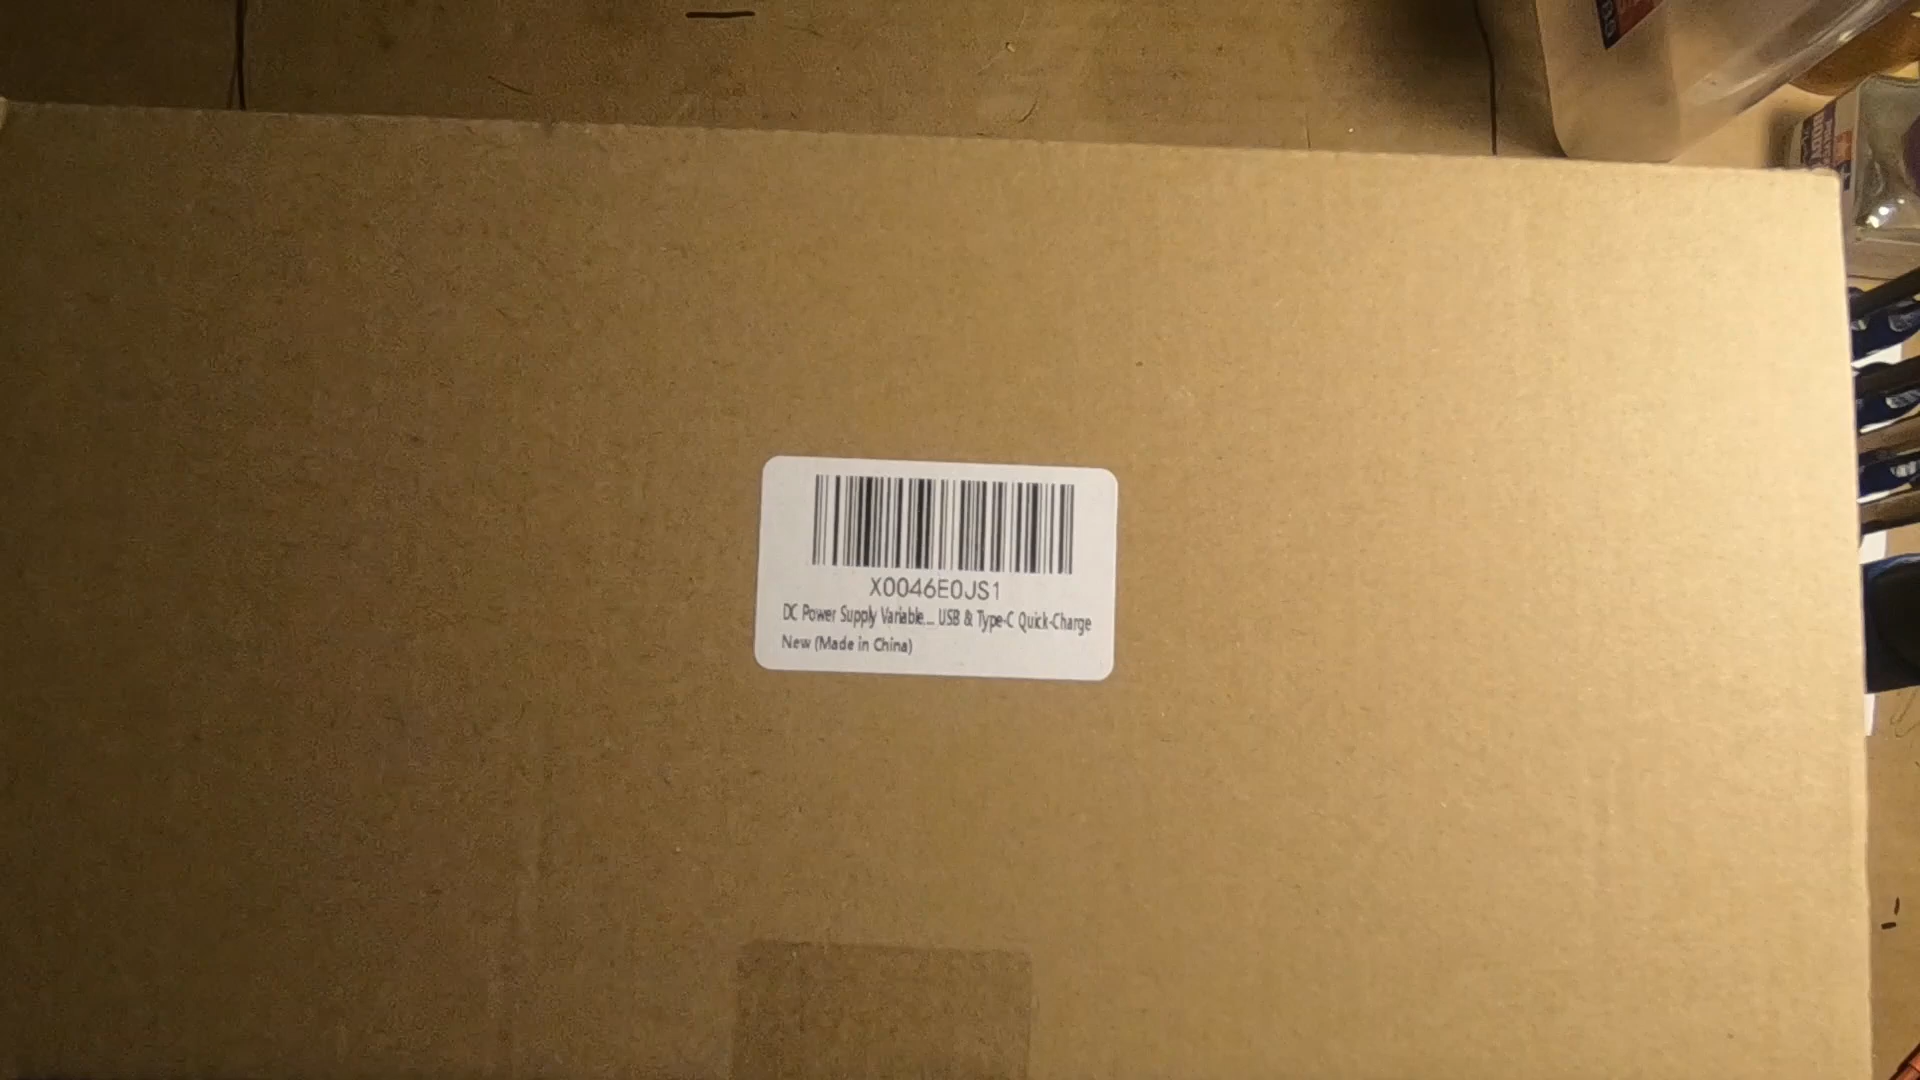 X0046E0JS1
DC Power Supply Variable... USB & Type-C Quick-Charge
New (Made in China)